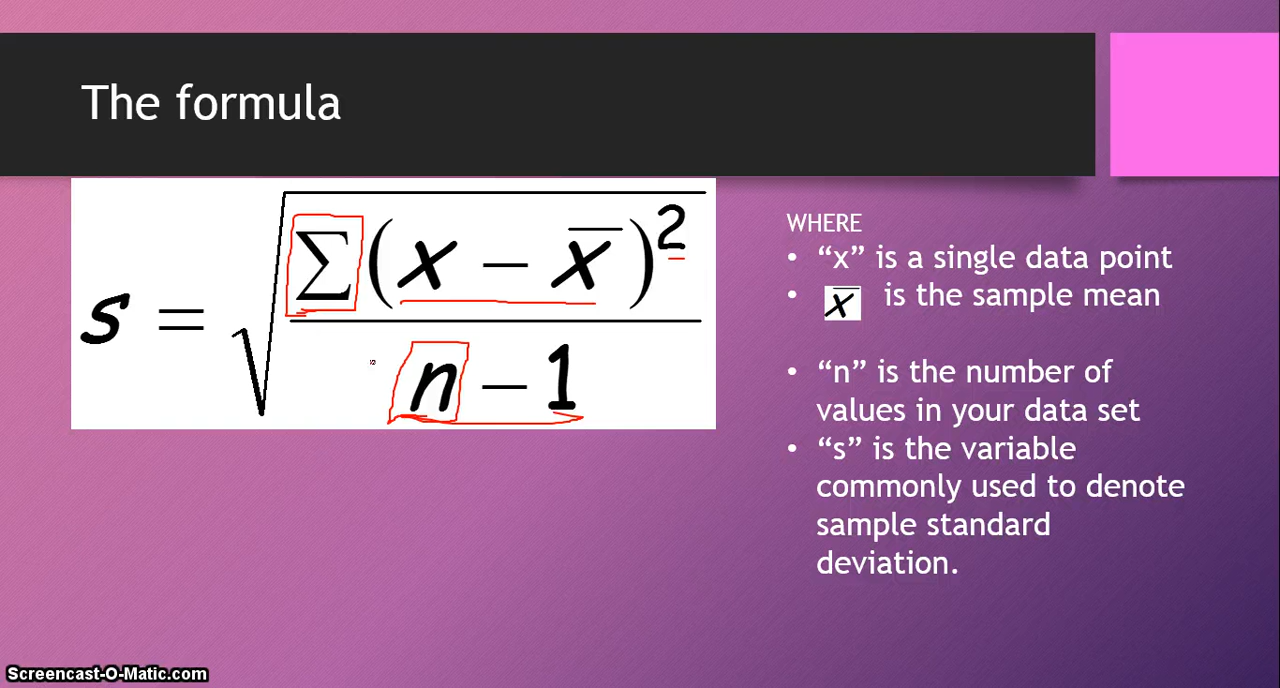 The formula
s = √ ∑(x − x̅)²
n − 1
WHERE
• “x” is a single data point
• x̅ is the sample mean
• “n” is the number of
values in your data set
• “s” is the variable
commonly used to denote
sample standard
deviation.
Screencast-O-Matic.com